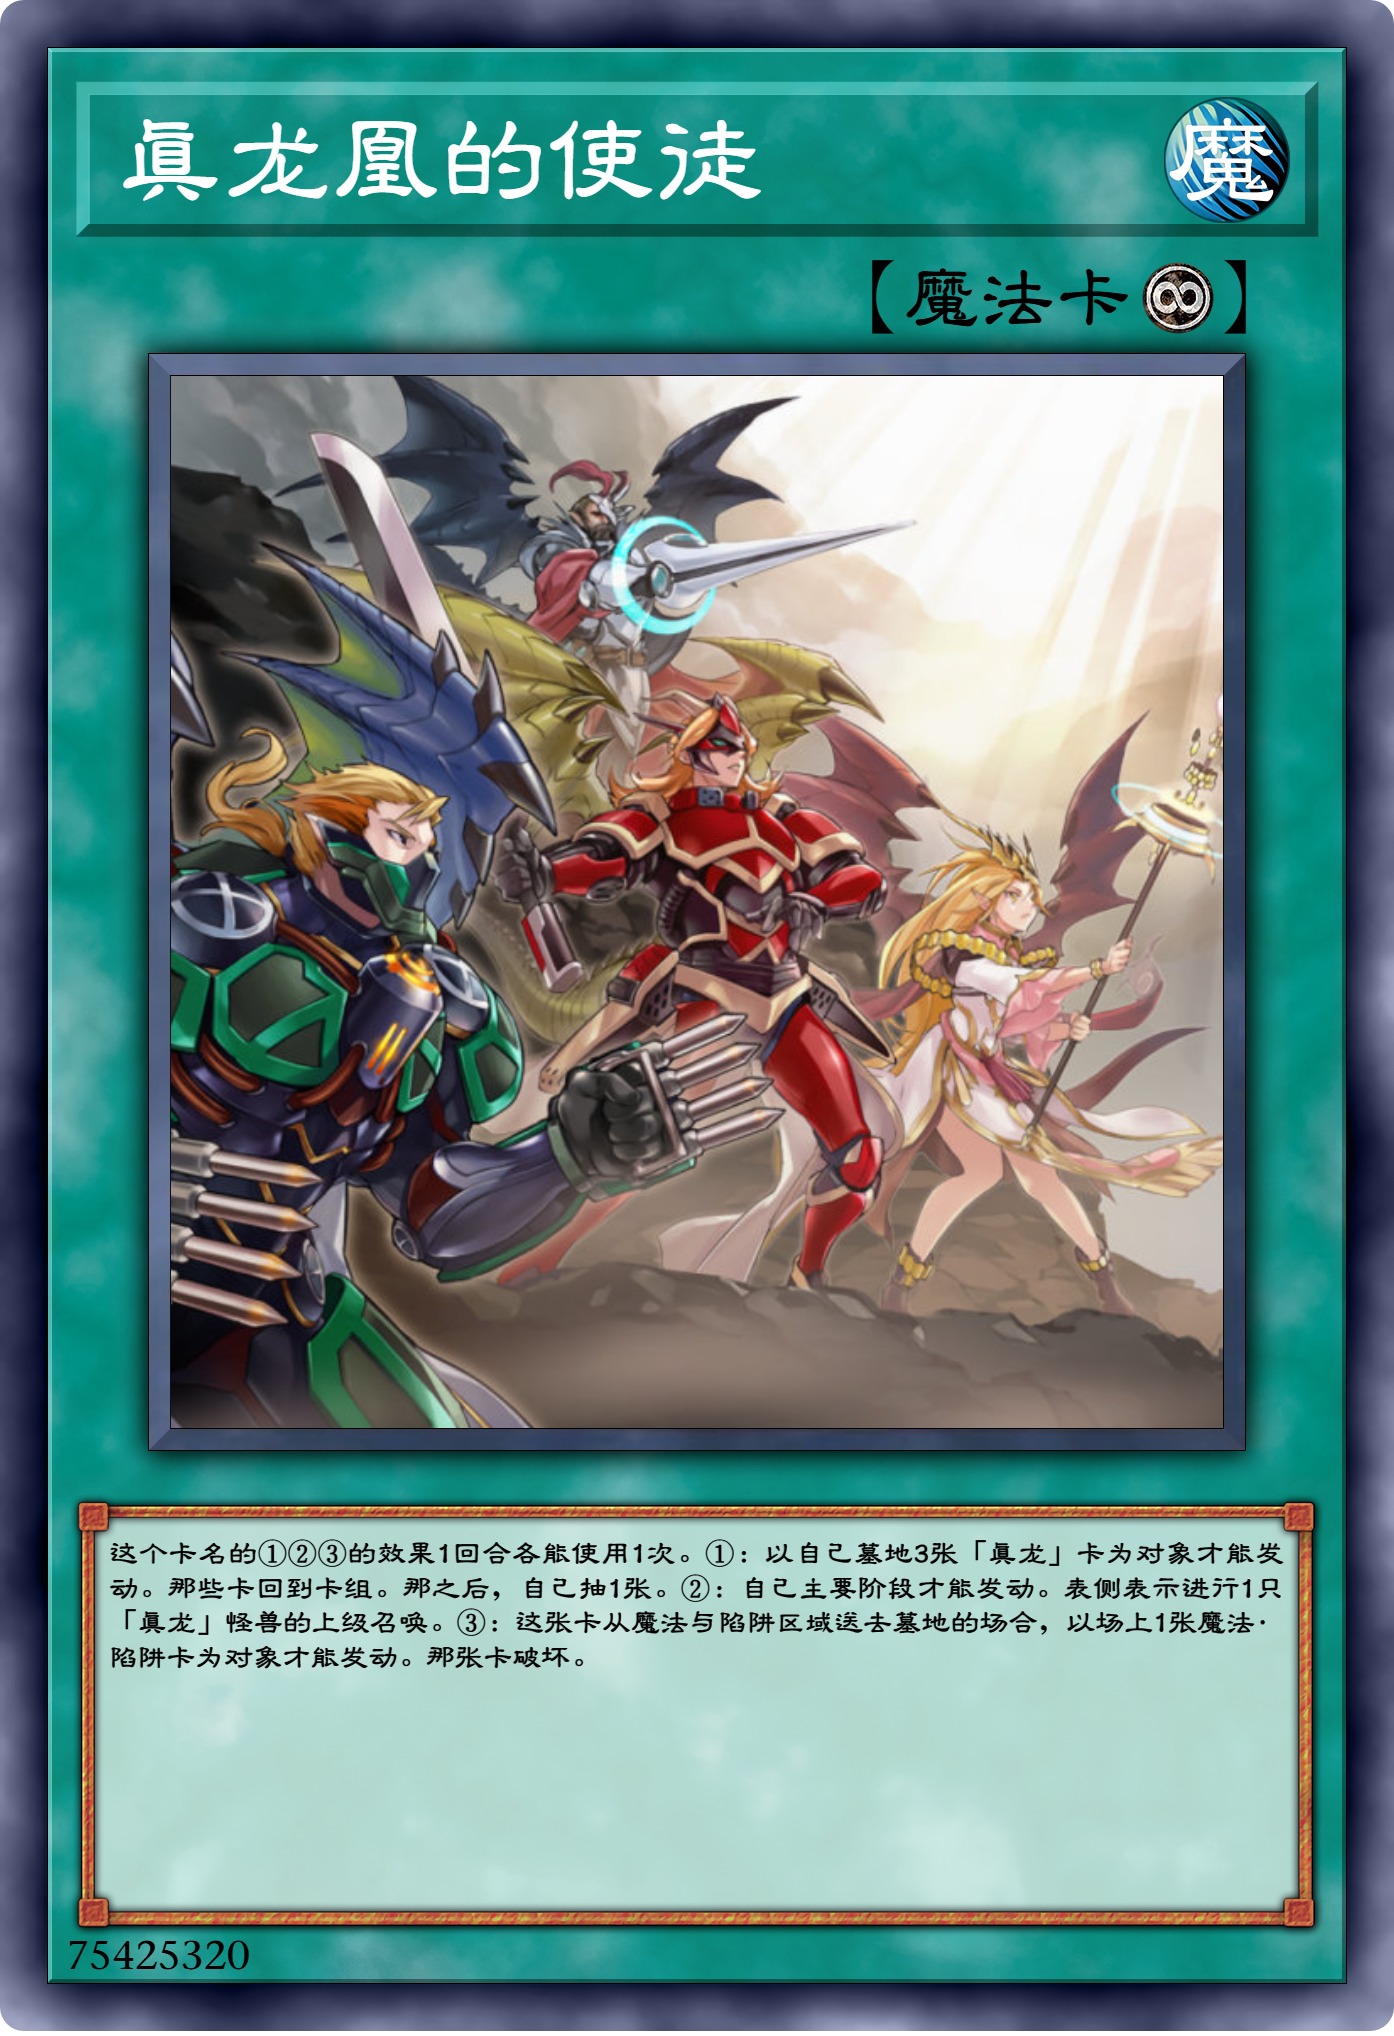 眞龙凰的使徒
魔
【魔法卡】
这个卡名的①②③的效果1回合各能使用1次。①：以自己墓地3张「眞龙」卡为对象才能发
动。那些卡回到卡组。那之后，自己抽1张。②：自己主要阶段才能发动。表侧表示进行1只
「眞龙」怪兽的上级召唤。③：这张卡从魔法与陷阱区域送去墓地的场合，以场上1张魔法·
陷阱卡为对象才能发动。那张卡破坏。
75425320